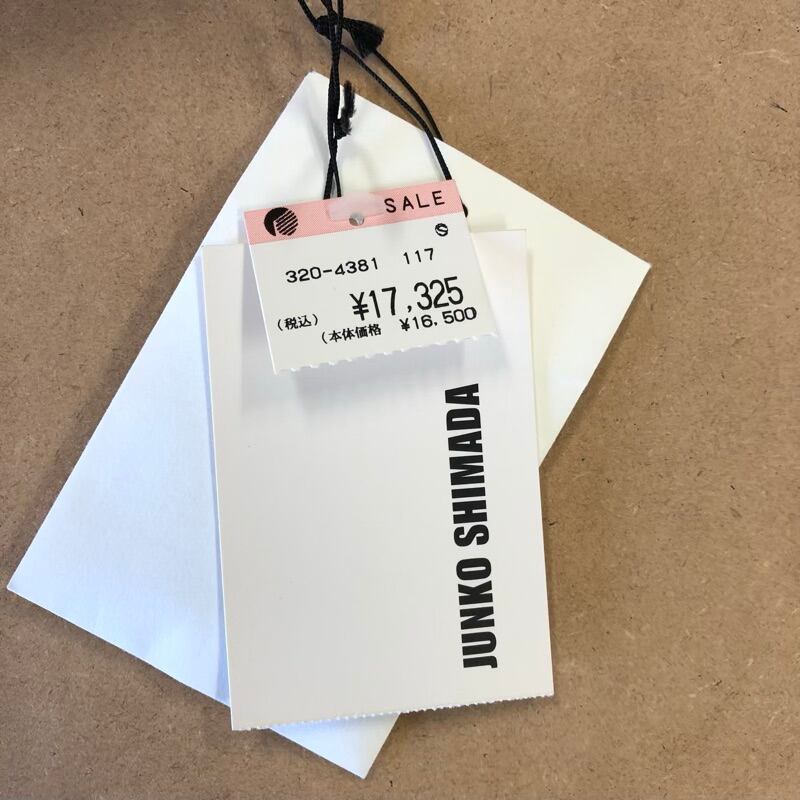 SALE
Ⓢ
320-4381 117
(税込) ¥17,325
(本体価格 ¥16,500)
JUNKO SHIMADA